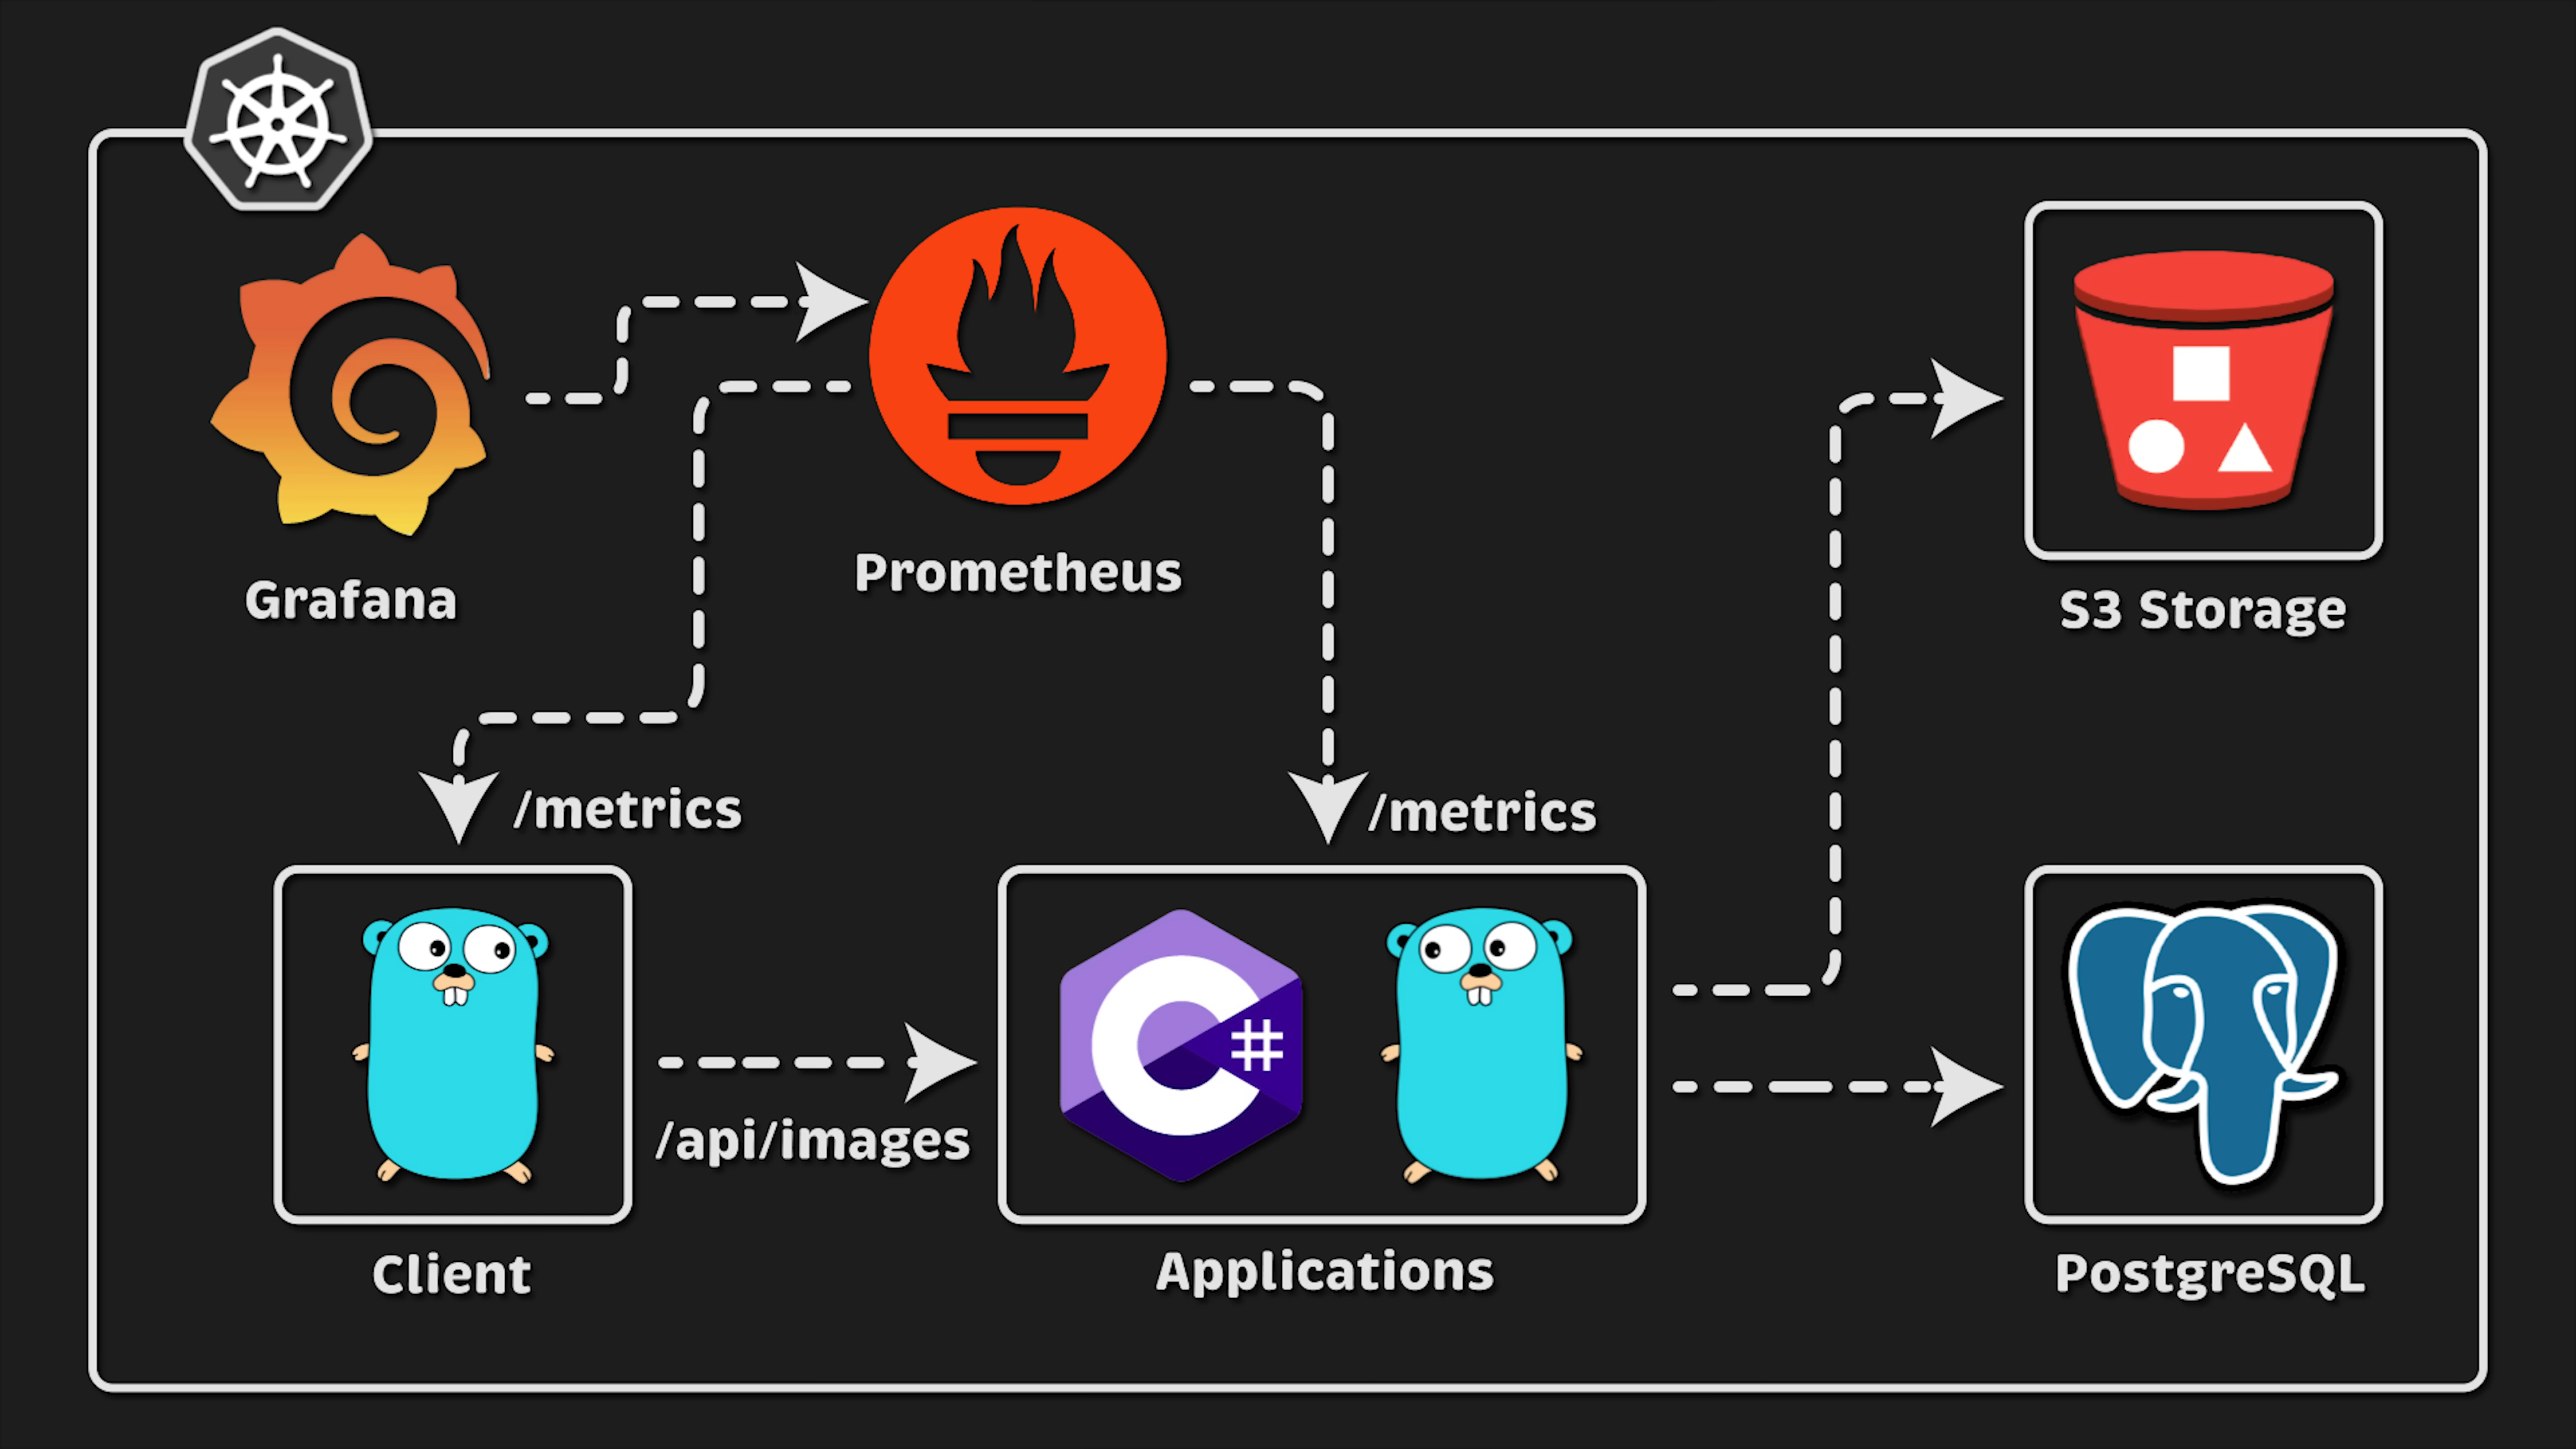 Grafana
Prometheus
S3 Storage
/metrics
/metrics
#
/api/images
Client
Applications
PostgreSQL